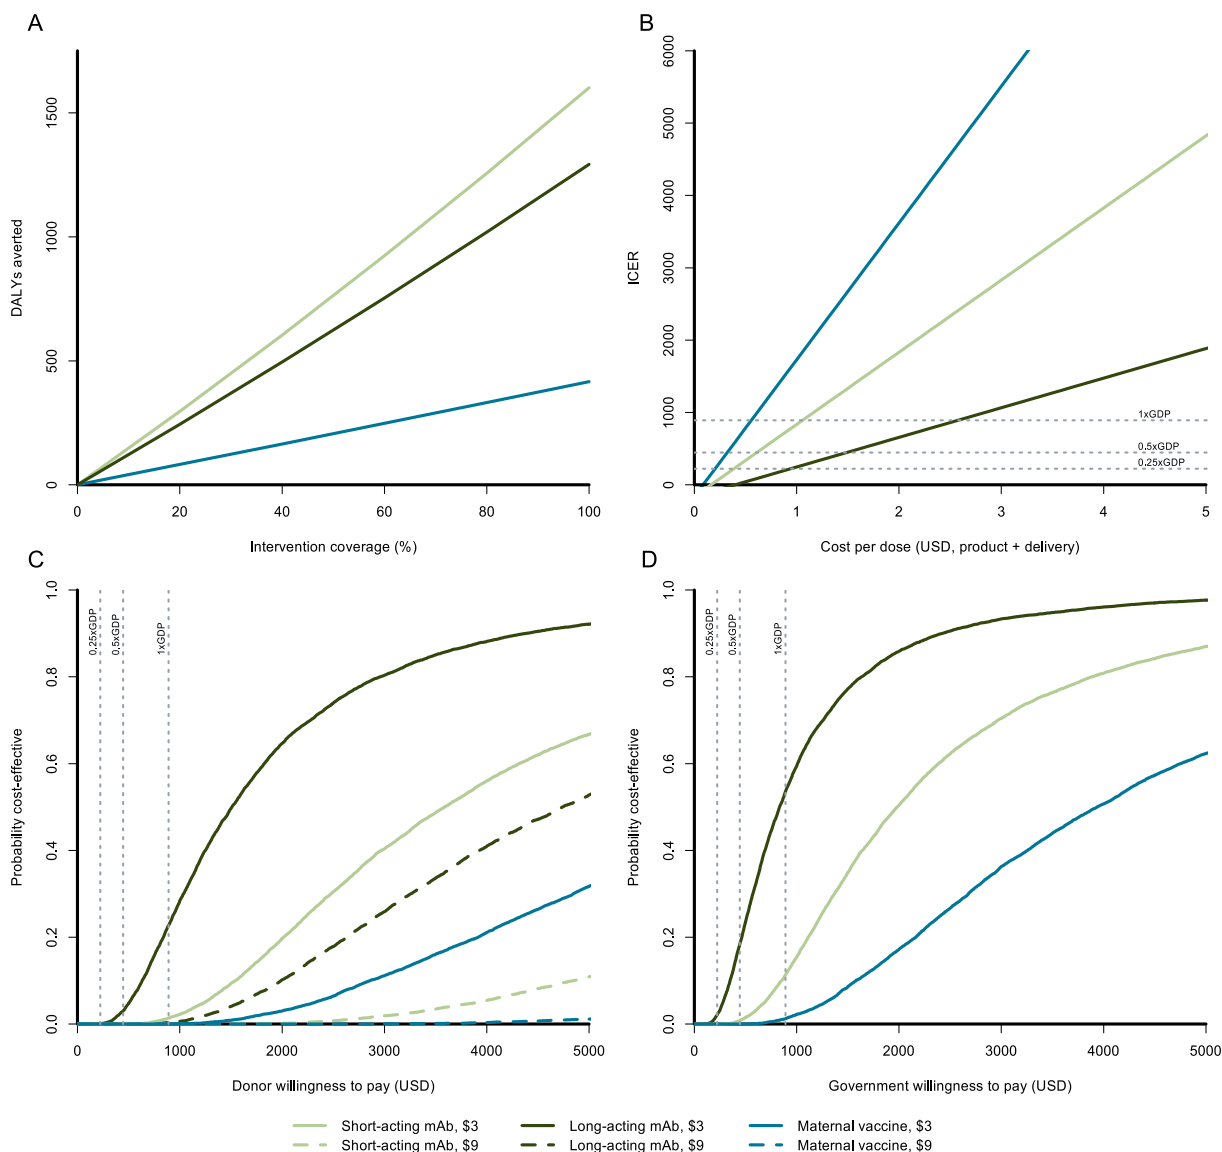 A
DALYs averted
1500
1000
500
0
0 20 40 60 80 100
Intervention coverage (%)
B
ICER
6000
5000
4000
3000
2000
1000
0
1xGDP
0.5xGDP
0.25xGDP
0 1 2 3 4 5
Cost per dose (USD, product + delivery)
C
Probability cost-effective
1.0
0.8
0.6
0.4
0.2
0.0
0.25xGDP
0.5xGDP
1xGDP
0 1000 2000 3000 4000 5000
Donor willingness to pay (USD)
D
Probability cost-effective
1.0
0.8
0.6
0.4
0.2
0.0
0.25xGDP
0.5xGDP
1xGDP
0 1000 2000 3000 4000 5000
Government willingness to pay (USD)
Short-acting mAb, $3 Long-acting mAb, $3 Maternal vaccine, $3
Short-acting mAb, $9 Long-acting mAb, $9 Maternal vaccine, $9